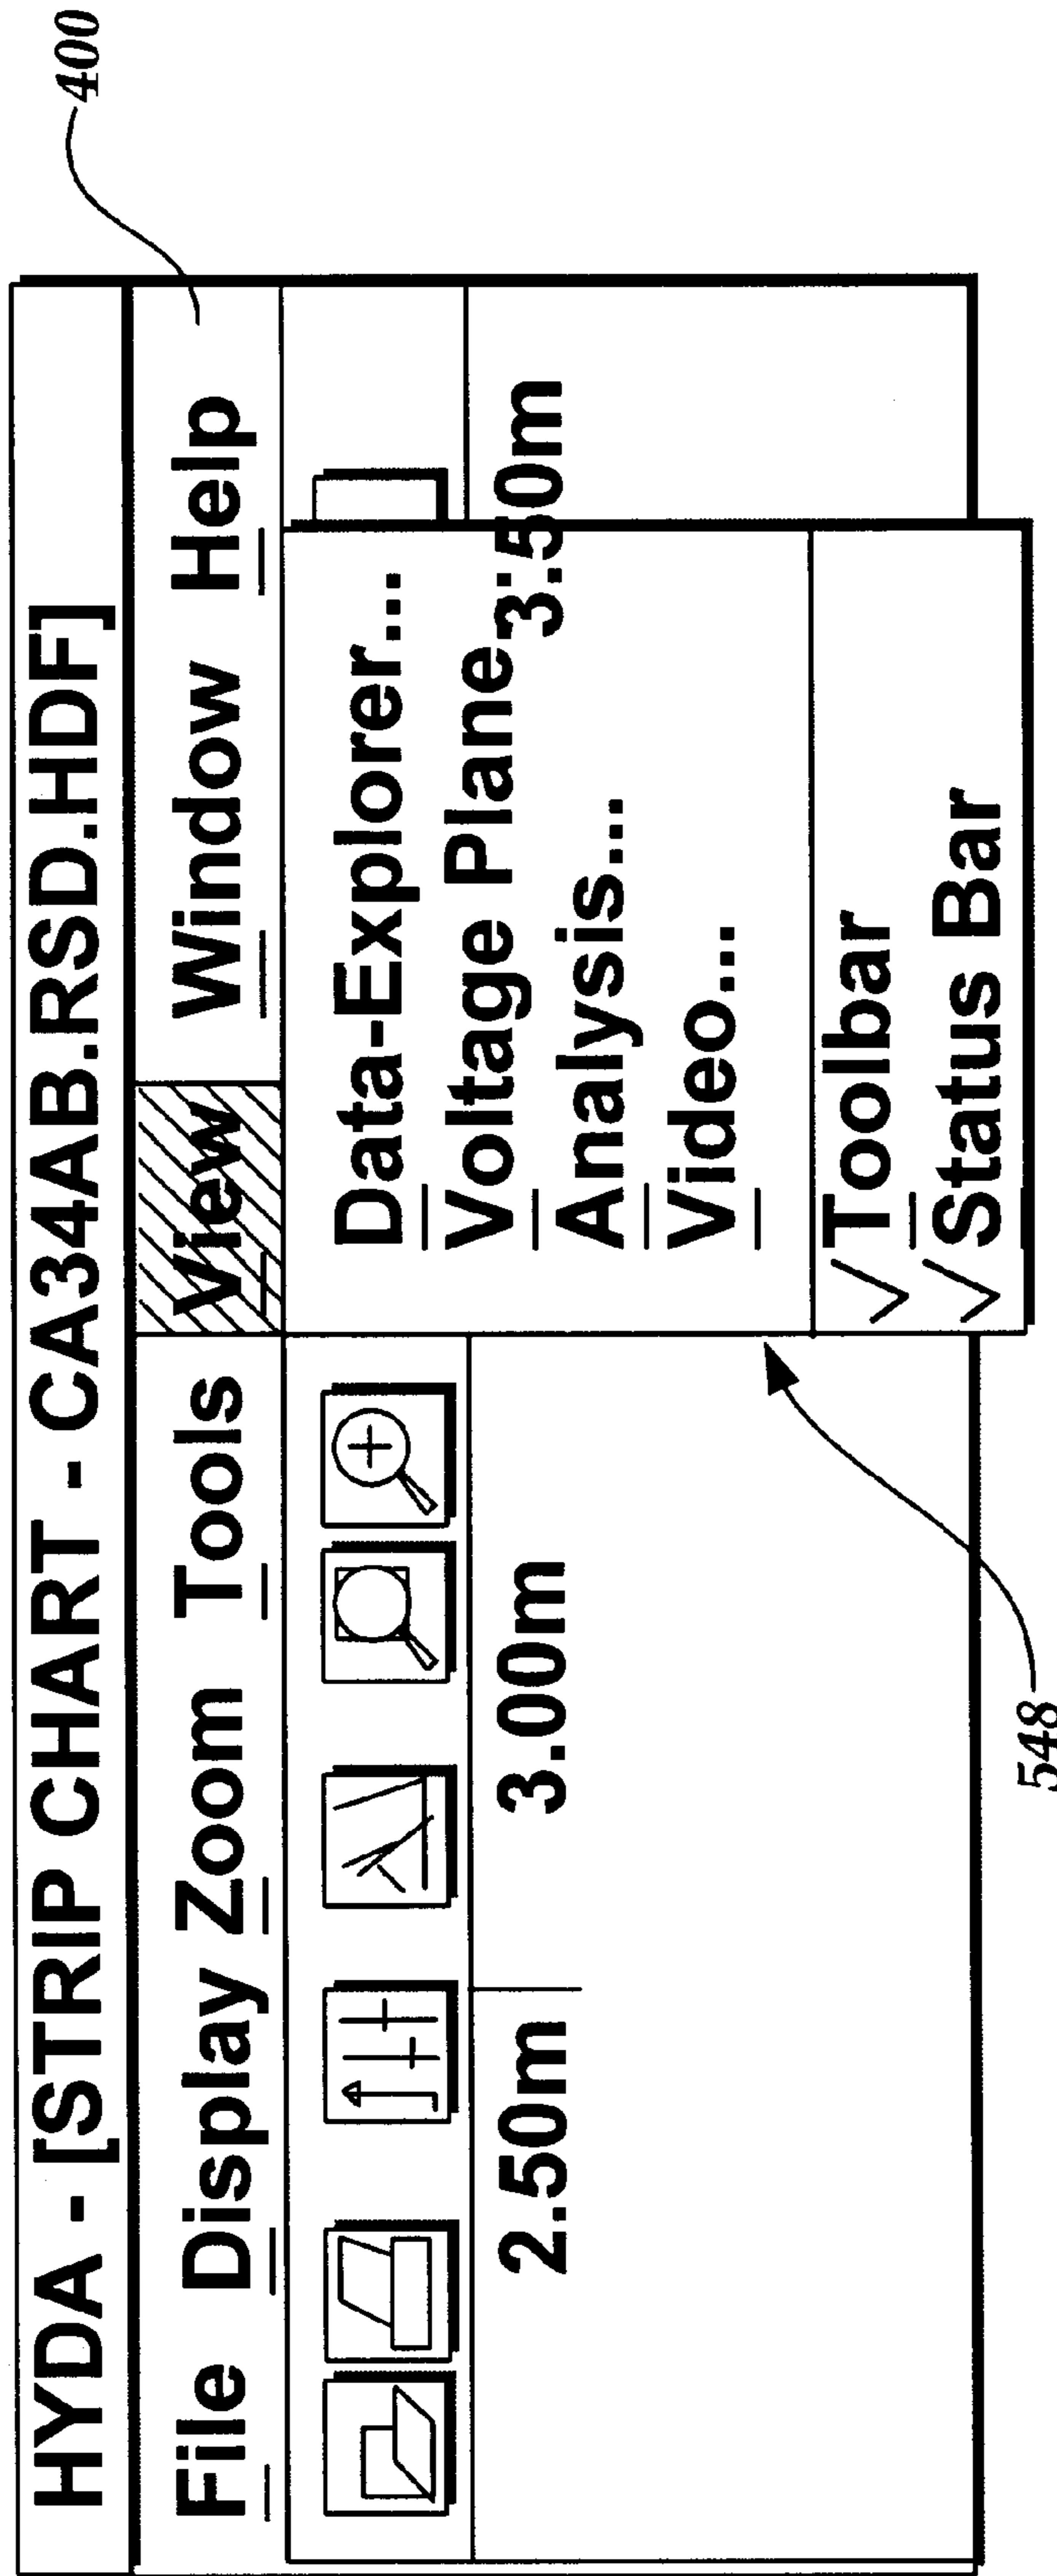 400
HYDA - [STRIP CHART - CA34AB.RSD.HDF]
File Display Zoom Tools View Window Help
Data-Explorer...
Voltage Plane...
Analysis...
Video...
Toolbar
Status Bar
2.50m 3.00m 3.50m
548